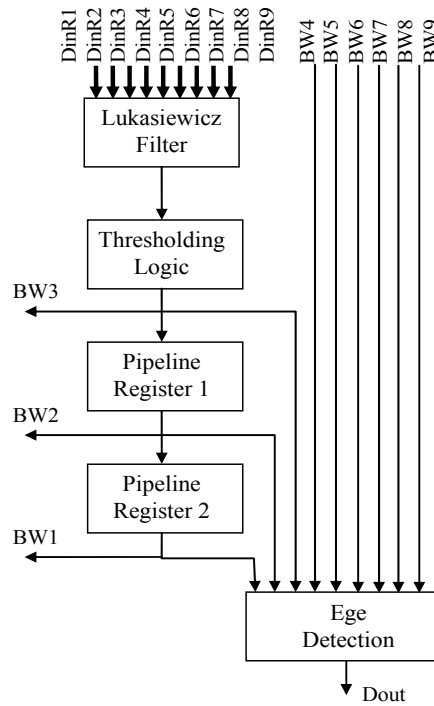 DinR1
DinR2
DinR3
DinR4
DinR5
DinR6
DinR7
DinR8
DinR9
BW4
BW5
BW6
BW7
BW8
BW9
Lukasiewicz
Filter
Thresholding
Logic
BW3
Pipeline
Register 1
BW2
Pipeline
Register 2
BW1
Ege
Detection
Dout